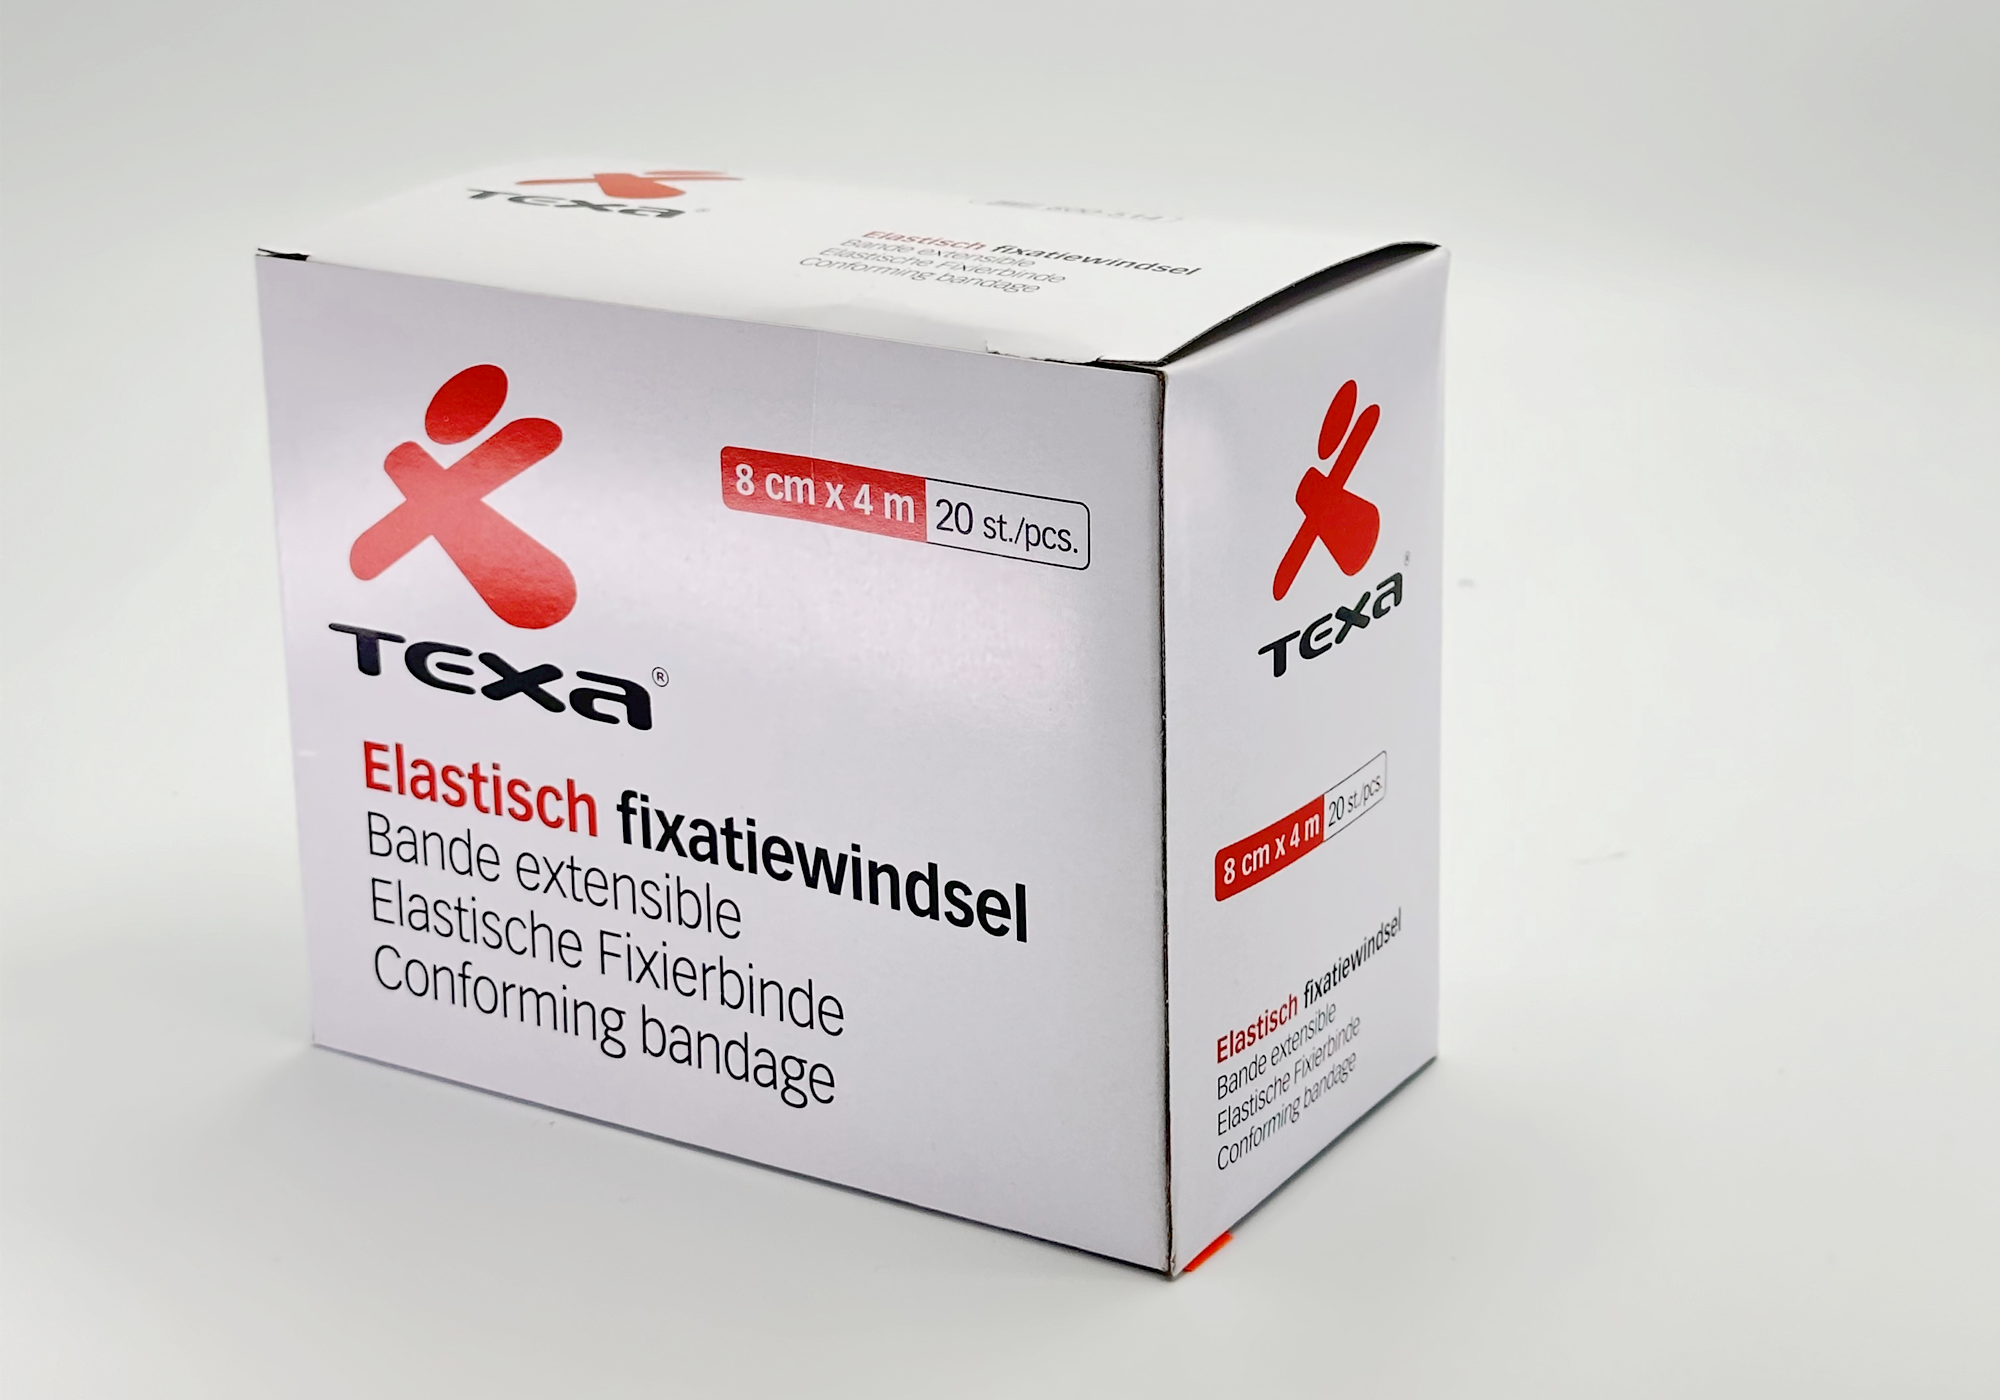 TEXA
Elastisch fixatiewindsel
Bande extensible
Elastische Fixierbinde
Conforming bandage
8 cm x 4 m 20 st./pcs.
TEXA®
Elastisch fixatiewindsel
Bande extensible
Elastische Fixierbinde
Conforming bandage
TEXA®
8 cm x 4 m 20 st./pcs.
Elastisch fixatiewindsel
Bande extensible
Elastische Fixierbinde
Conforming bandage